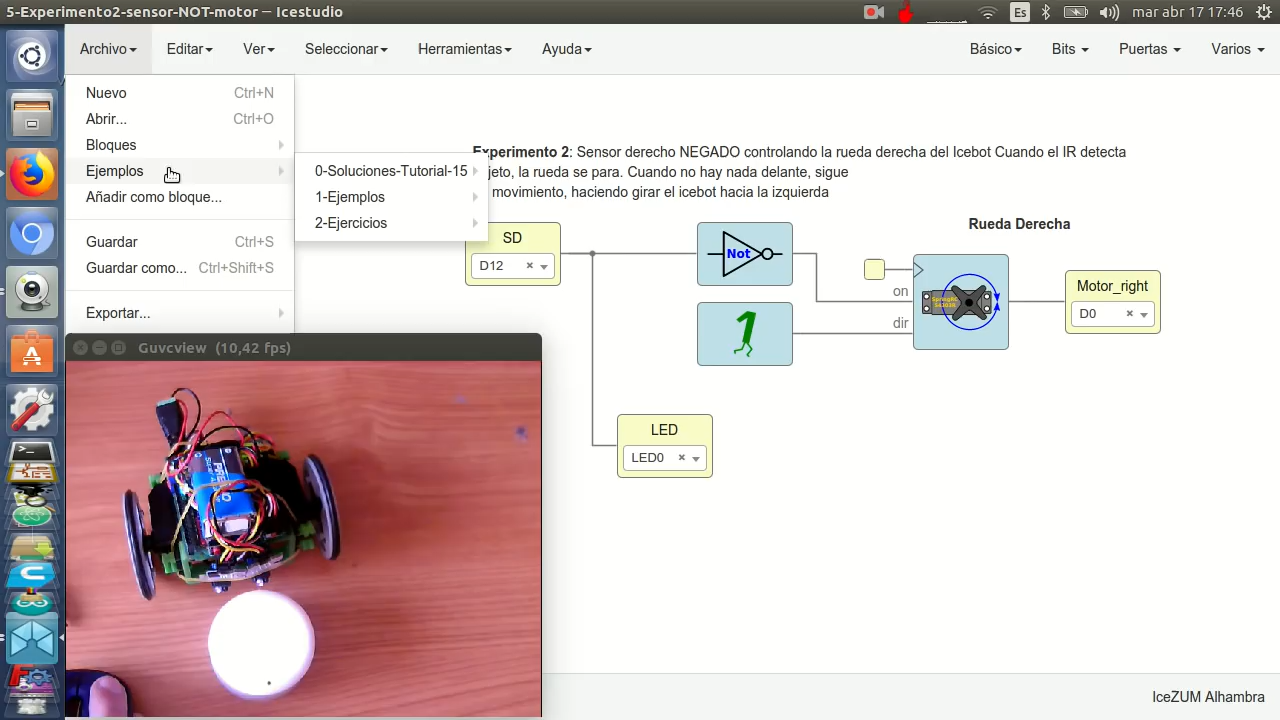 5-Experimento2-sensor-NOT-motor — Icestudio
Es
mar abr 17 17:46
Archivo Editar Ver Seleccionar Herramientas Ayuda Básico Bits Puertas Varios
Nuevo Ctrl+N
Abrir... Ctrl+O
Bloques
Ejemplos
Añadir como bloque...
Guardar Ctrl+S
Guardar como... Ctrl+Shift+S
Exportar...
0-Soluciones-Tutorial-15
1-Ejemplos
2-Ejercicios
Experimento 2: Sensor derecho NEGADO controlando la rueda derecha del Icebot Cuando el IR detecta
jeto, la rueda se para. Cuando no hay nada delante, sigue
movimiento, haciendo girar el icebot hacia la izquierda
SD
D12
Not
1
Rueda Derecha
on
dir
Motor_right
D0
LED
LED0
Guvcview (10,42 fps)
IceZUM Alhambra